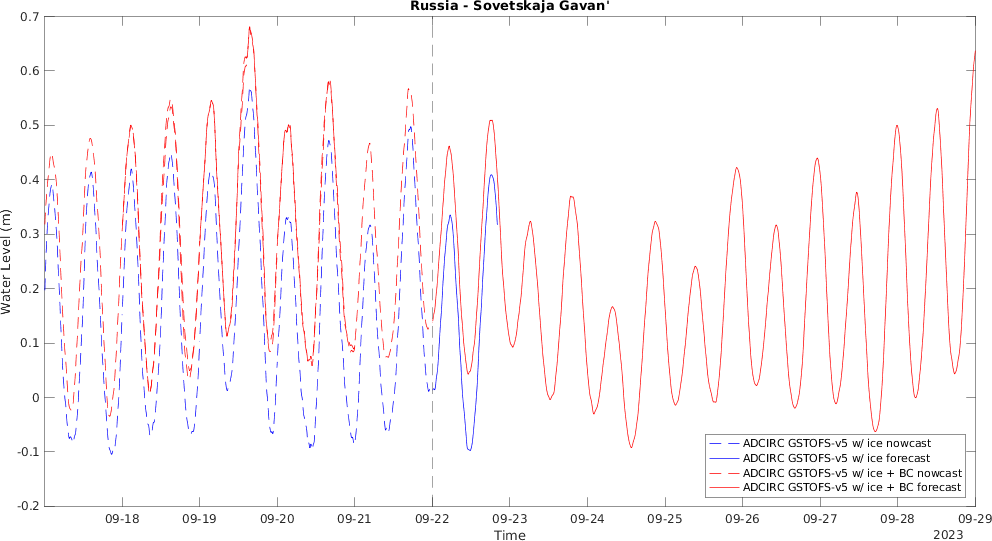 Russia - Sovetskaja Gavan'
0.7
0.6
0.5
0.4
0.3
0.2
0.1
0
-0.1
-0.2
Water Level (m)
ADCIRC GSTOFS-v5 w/ ice nowcast
ADCIRC GSTOFS-v5 w/ ice forecast
ADCIRC GSTOFS-v5 w/ ice + BC nowcast
ADCIRC GSTOFS-v5 w/ ice + BC forecast
09-18 09-19 09-20 09-21 09-22 09-23 09-24 09-25 09-26 09-27 09-28 09-29
Time
2023